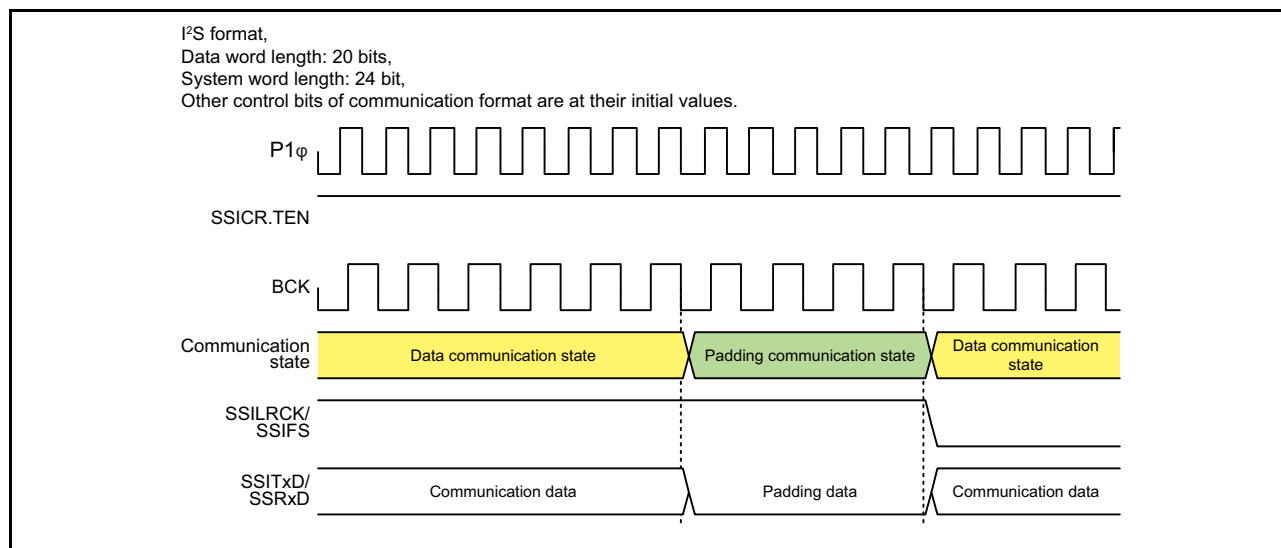 I²S format,
Data word length: 20 bits,
System word length: 24 bit,
Other control bits of communication format are at their initial values.
P1φ
SSICR.TEN
BCK
Communication
state
Data communication state
Padding communication state
Data communication
state
SSILRCK/
SSIFS
SSITxD/
SSRxD
Communication data
Padding data
Communication data